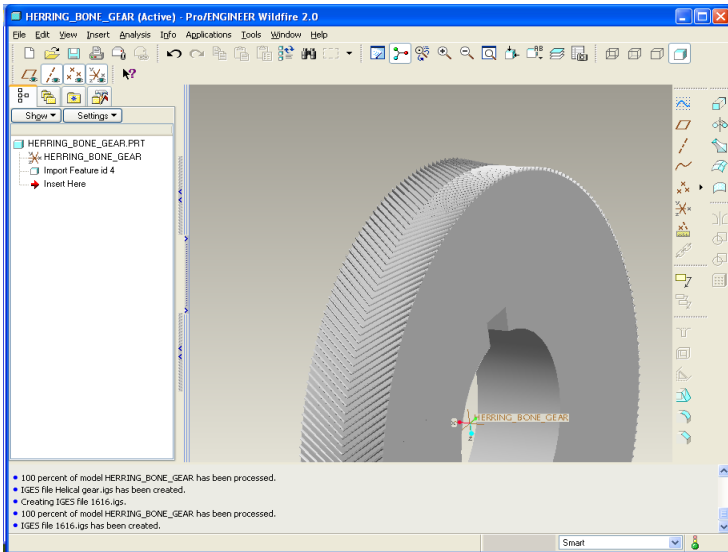 HERRING_BONE_GEAR (Active) - Pro/ENGINEER Wildfire 2.0
File Edit View Insert Analysis Info Applications Tools Window Help
Show Settings
HERRING_BONE_GEAR.PRT
HERRING_BONE_GEAR
Import Feature id 4
Insert Here
HERRING_BONE_GEAR
Z
• 100 percent of model HERRING_BONE_GEAR has been processed.
• IGES file Helical gear.igs has been created.
• Creating IGES file 1616.igs.
• 100 percent of model HERRING_BONE_GEAR has been processed.
• IGES file 1616.igs has been created.
Smart